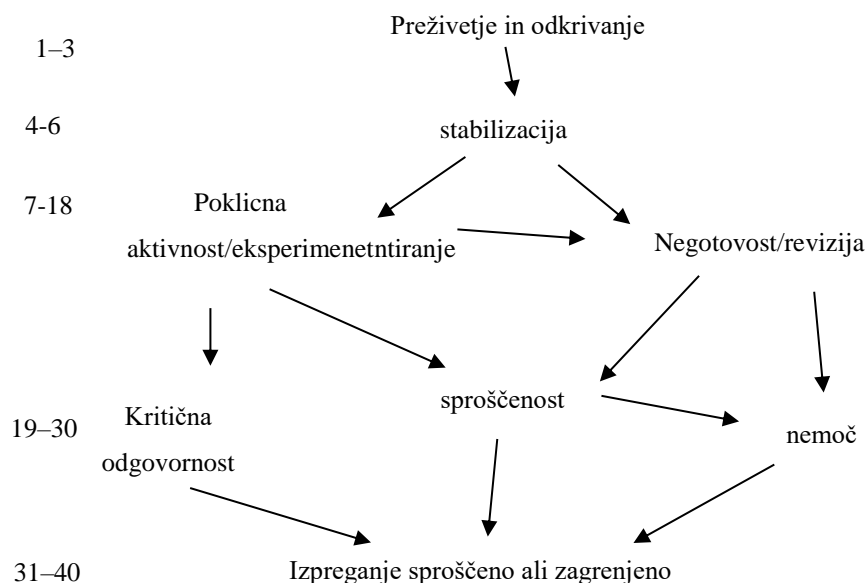 Preživetje in odkrivanje
1–3
4-6
stabilizacija
7-18
Poklicna
aktivnost/eksperimenetntiranje
Negotovost/revizija
19–30
Kritična
odgovornost
sproščenost
nemoč
31–40
Izpreganje sproščeno ali zagrenjeno